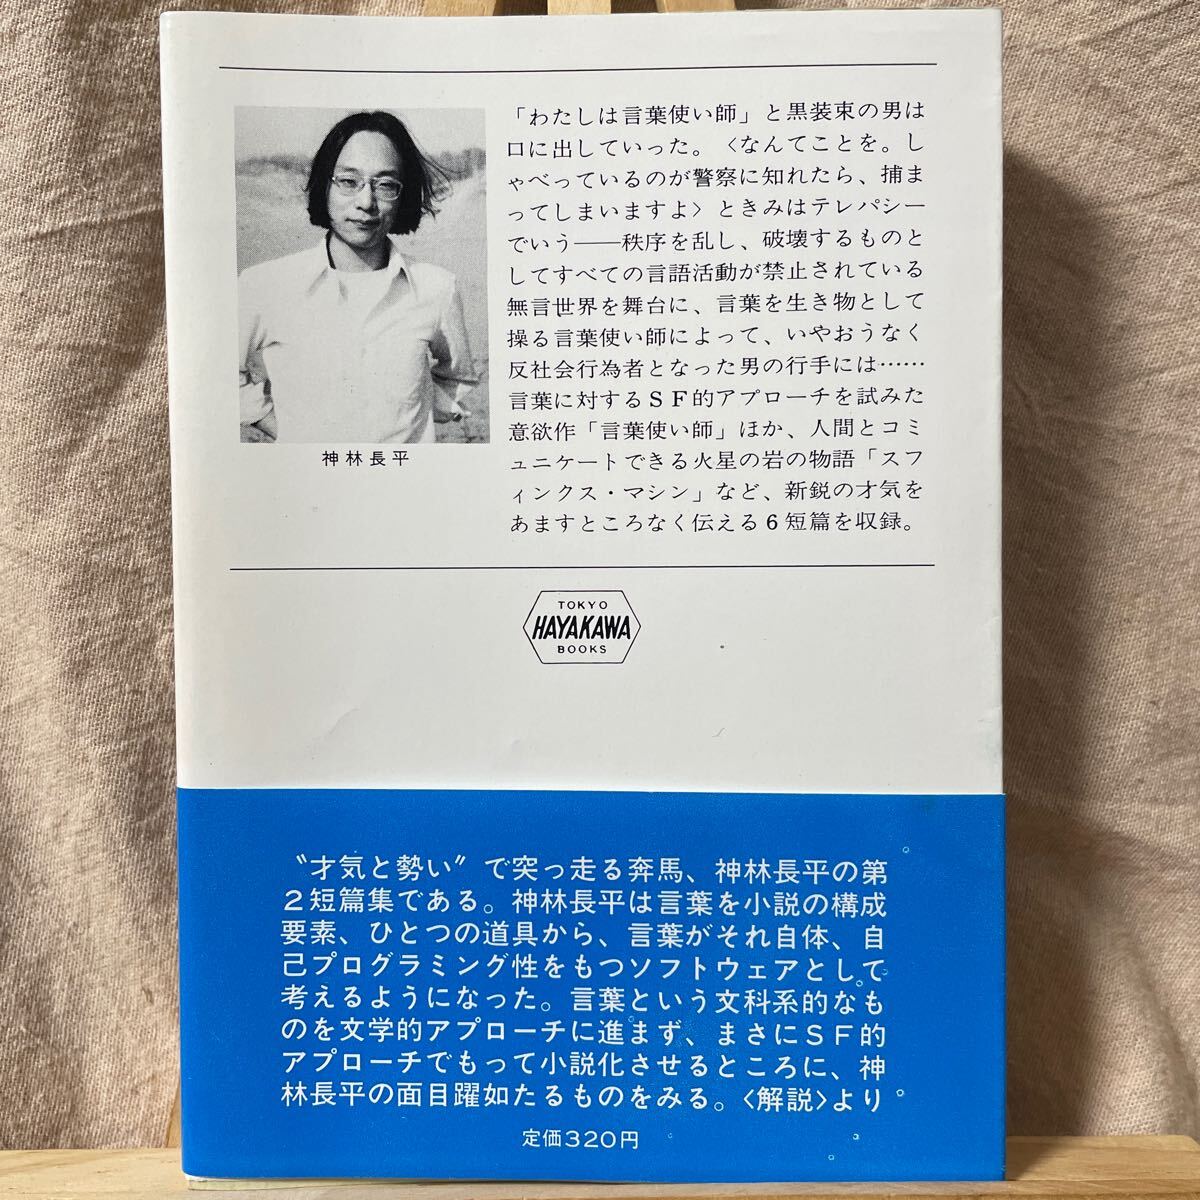 「わたしは言葉使い師」と黒装束の男は
口に出していった。〈なんてことを。し
ゃべっているのが警察に知れたら、捕ま
ってしまいますよ〉ときみはテレパシー
でいう――秩序を乱し、破壊するものと
してすべての言語活動が禁止されている
無言世界を舞台に、言葉を生き物として
操る言葉使い師によって、いやおうなく
反社会行為者となった男の行手には……
言葉に対するＳＦ的アプローチを試みた
意欲作「言葉使い師」ほか、人間とコミ
ュニケートできる火星の岩の物語「スフ
ィンクス・マシン」など、新鋭の才気を
あますところなく伝える6短篇を収録。
神林長平
TOKYO
HAYAKAWA
BOOKS
〝才気と勢い〟で突っ走る奔馬、神林長平の第
2短篇集である。神林長平は言葉を小説の構成
要素、ひとつの道具から、言葉がそれ自体、自
己プログラミング性をもつソフトウェアとして
考えるようになった。言葉という文科系的なも
のを文学的アプローチに進まず、まさにＳＦ的
アプローチでもって小説化させるところに、神
林長平の面目躍如たるものをみる。〈解説〉より
定価320円